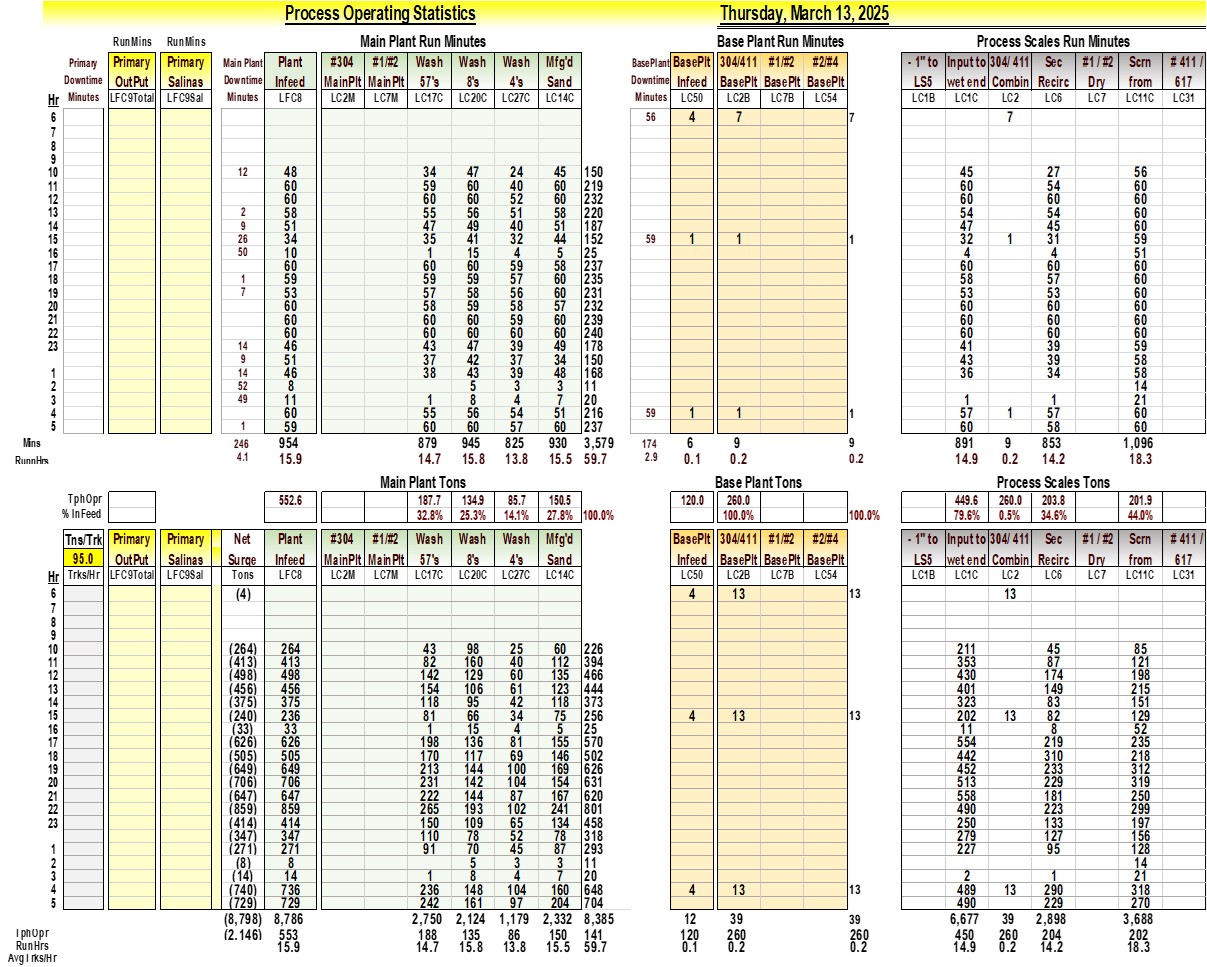 Process Operating Statistics Thursday, March 13, 2025
RunMins RunMins Main Plant Run Minutes Base Plant Run Minutes Process Scales Run Minutes
Primary Primary Primary Main Plant Plant #304 #1/#2 Wash Wash Wash Mfg'd BasePlant BasePlt 304/411 #1/#2 #2/#4 - 1" to Input to 304/ 411 Sec #1 / #2 Scrn # 411 /
Downtime OutPut Salinas Downtime Infeed MainPlt MainPlt 57's 8's 4's Sand Downtime Infeed BasePlt BasePlt BasePlt LS5 wet end Combin Recirc Dry from 617
Hr Minutes LFC9Total LFC9Sal Minutes LFC8 LC2M LC7M LC17C LC20C LC27C LC14C Minutes LC50 LC2B LC7B LC54 LC1B LC1C LC2 LC6 LC7 LC11C LC31
6 56 4 7 7 7
7
8
9
10 12 48 34 47 24 45 150 45 27 56
11 60 59 60 40 60 219 60 54 60
12 60 60 60 52 60 232 60 60 60
13 2 58 55 56 51 58 220 54 54 60
14 9 51 47 49 40 51 187 47 45 60
15 26 34 35 41 32 44 152 59 1 1 1 32 1 31 59
16 50 10 1 15 4 5 25 4 4 51
17 60 60 60 59 58 237 60 60 60
18 1 59 59 59 57 60 235 58 57 60
19 7 53 57 58 56 60 231 53 53 60
20 60 58 59 58 57 232 60 60 60
21 60 60 60 59 60 239 60 60 60
22 60 60 60 60 60 240 60 60 60
23 14 46 43 47 39 49 178 41 39 59
9 51 37 42 37 34 150 43 39 58
1 14 46 38 43 39 48 168 36 34 58
2 52 8 5 3 3 11 14
3 49 11 1 8 4 7 20 1 1 21
4 60 55 56 54 51 216 59 1 1 1 57 1 57 60
5 1 59 60 60 57 60 237 60 58 60
Mins 246 954 879 945 825 930 3,579 174 6 9 9 891 9 853 1,096
RunnHrs 4.1 15.9 14.7 15.8 13.8 15.5 59.7 2.9 0.1 0.2 0.2 14.9 0.2 14.2 18.3
Main Plant Tons Base Plant Tons Process Scales Tons
TphOpr 552.6 187.7 134.9 85.7 150.5 120.0 260.0 449.6 260.0 203.8 201.9
% InFeed 32.8% 25.3% 14.1% 27.8% 100.0% 100.0% 100.0% 79.6% 0.5% 34.6% 44.0%
Tns/Trk Primary Primary Net Plant #304 #1/#2 Wash Wash Wash Mfg'd BasePlt 304/411 #1/#2 #2/#4 - 1" to Input to 304/ 411 Sec #1 / #2 Scrn # 411 /
95.0 OutPut Salinas Surge Infeed MainPlt MainPlt 57's 8's 4's Sand Infeed BasePlt BasePlt BasePlt LS5 wet end Combin Recirc Dry from 617
Hr Trks/Hr LFC9Total LFC9Sal Tons LFC8 LC2M LC7M LC17C LC20C LC27C LC14C LC50 LC2B LC7B LC54 LC1B LC1C LC2 LC6 LC7 LC11C LC31
6 (4) 4 13 13 13
7
8
9
10 (264) 264 43 98 25 60 226 211 45 85
11 (413) 413 82 160 40 112 394 353 87 121
12 (498) 498 142 129 60 135 466 430 174 198
13 (456) 456 154 106 61 123 444 401 149 215
14 (375) 375 118 95 42 118 373 323 83 151
15 (240) 236 81 66 34 75 256 4 13 13 202 13 82 129
16 (33) 33 1 15 4 5 25 11 8 52
17 (626) 626 198 136 81 155 570 554 219 235
18 (505) 505 170 117 69 146 502 442 310 218
19 (649) 649 213 144 100 169 626 452 233 312
20 (706) 706 231 142 104 154 631 513 229 319
21 (647) 647 222 144 87 167 620 558 181 250
22 (859) 859 265 193 102 241 801 490 223 299
23 (414) 414 150 109 65 134 458 250 133 197
(347) 347 110 78 52 78 318 279 127 156
1 (271) 271 91 70 45 87 293 227 95 128
2 (8) 8 5 3 3 11 14
3 (14) 14 1 8 4 7 20 2 1 21
4 (740) 736 236 148 104 160 648 4 13 13 489 13 290 318
5 (729) 729 242 161 97 204 704 490 229 270
(8,798) 8,786 2,750 2,124 1,179 2,332 8,385 12 39 39 6,677 39 2,898 3,688
TphOpr (2,146) 553 188 135 86 150 141 120 260 260 450 260 204 202
RunHrs 15.9 14.7 15.8 13.8 15.5 59.7 0.1 0.2 0.2 14.9 0.2 14.2 18.3
Avg Trks/Hr